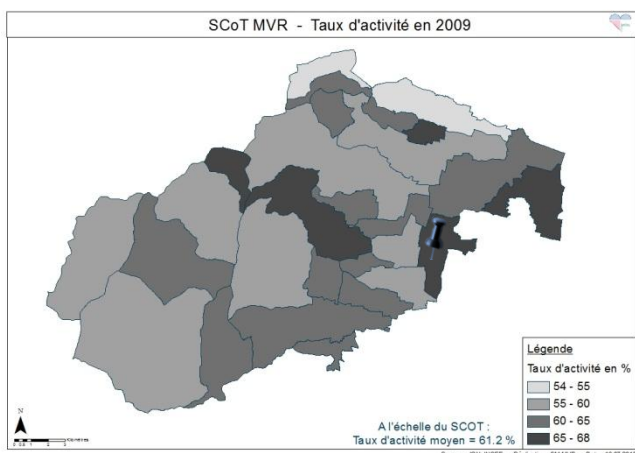 SCoT MVR - Taux d'activité en 2009
Légende
Taux d'activité en %
54 - 55
55 - 60
60 - 65
65 - 68
A l'échelle du SCOT :
Taux d'activité moyen = 61.2 %
N